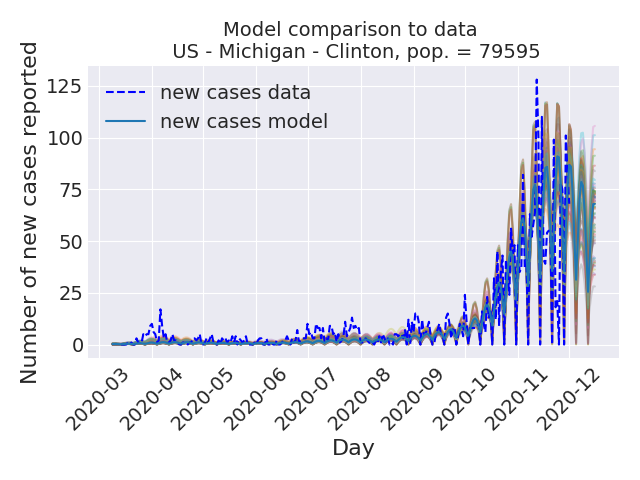 Model comparison to data
US - Michigan - Clinton, pop. = 79595
Number of new cases reported
125
100
75
50
25
0
new cases data
new cases model
2020-03
2020-04
2020-05
2020-06
2020-07
2020-08
2020-09
2020-10
2020-11
2020-12
Day